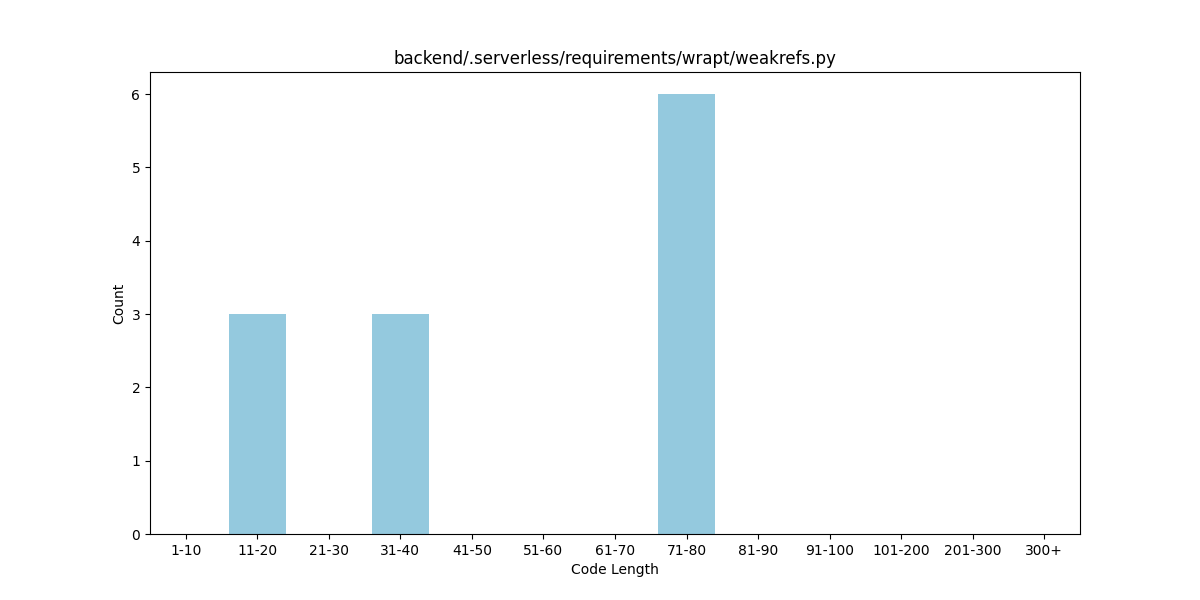 backend/.serverless/requirements/wrapt/weakrefs.py
Count
6
5
4
3
2
1
0
1-10 11-20 21-30 31-40 41-50 51-60 61-70 71-80 81-90 91-100 101-200 201-300 300+
Code Length